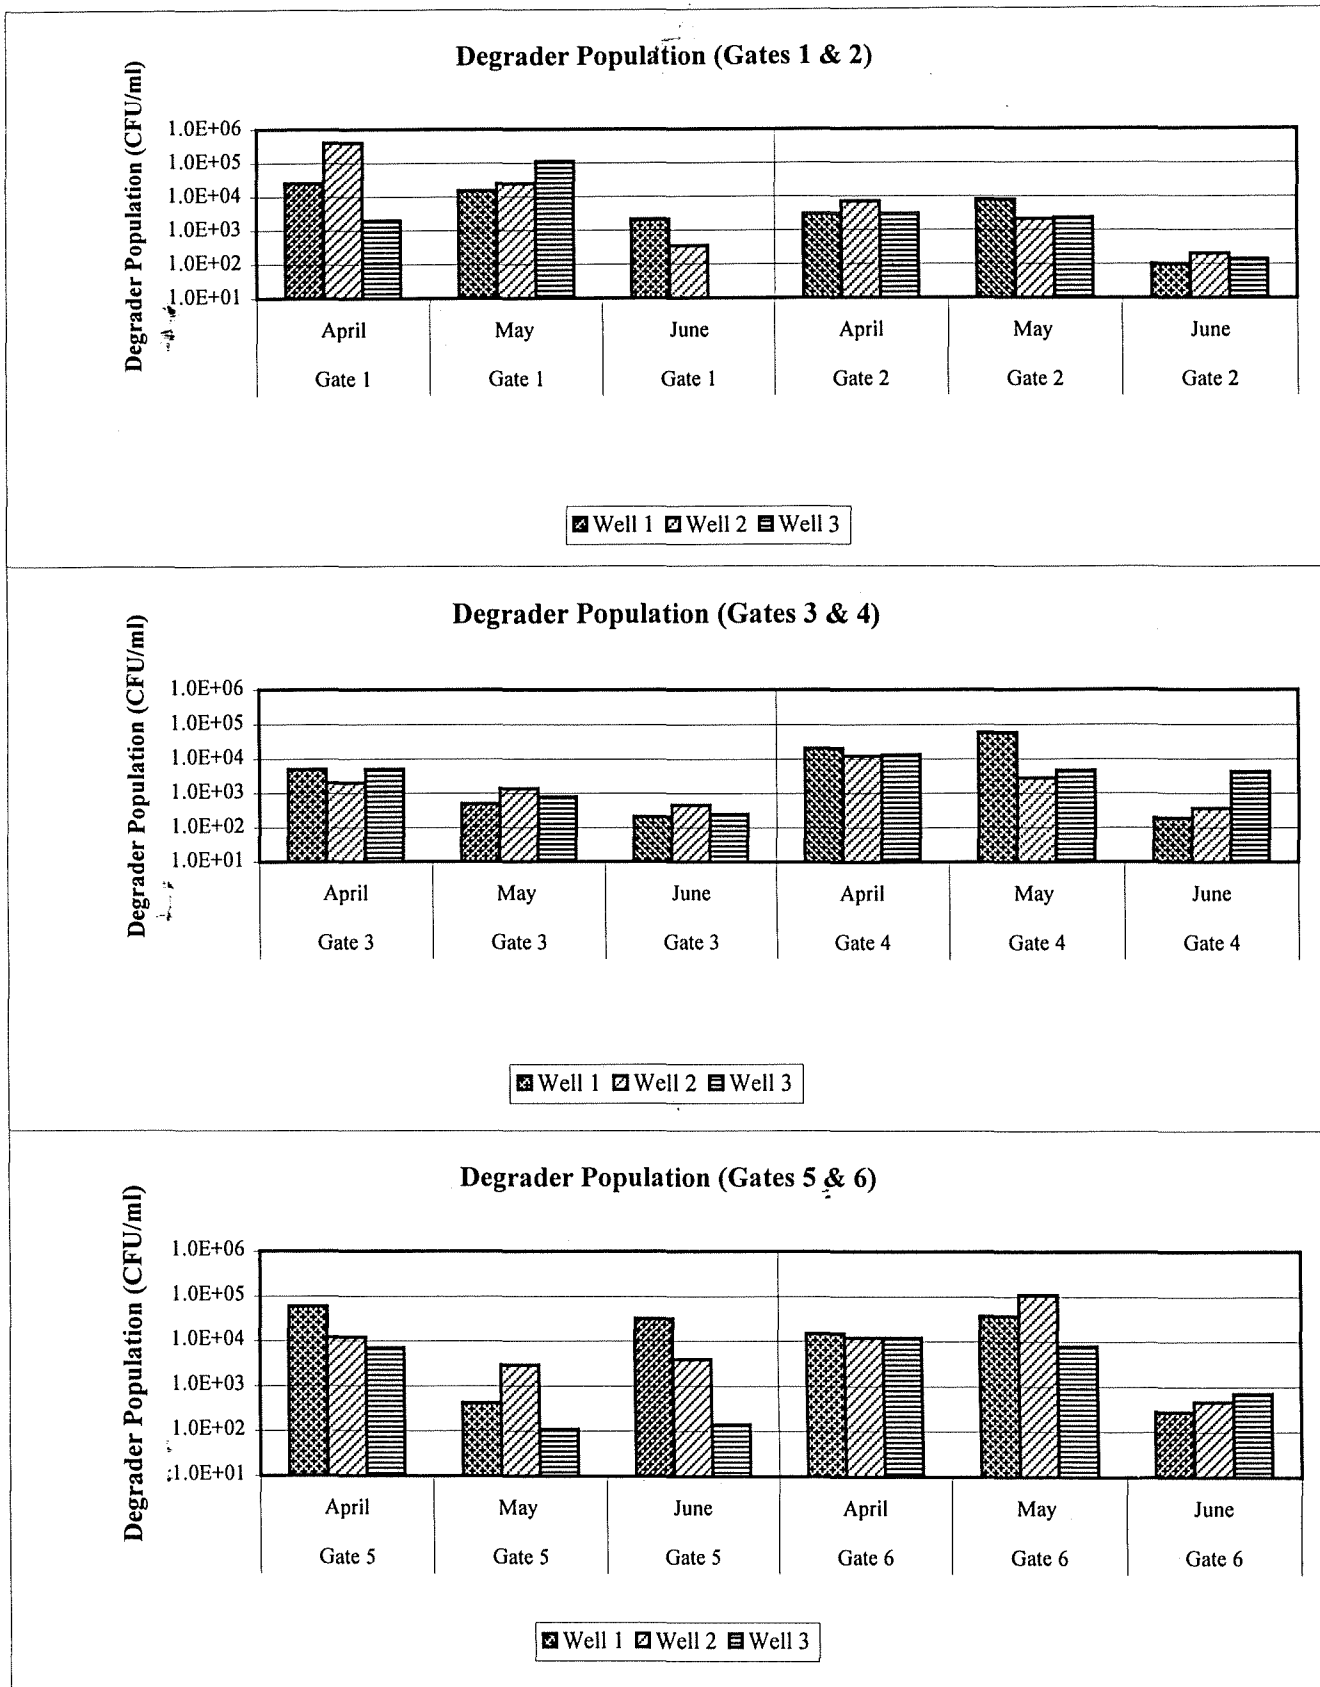 Degrader Population (Gates 1 & 2)
Degrader Population (CFU/ml)
1.0E+06
1.0E+05
1.0E+04
1.0E+03
1.0E+02
1.0E+01
April May June April May June
Gate 1 Gate 1 Gate 1 Gate 2 Gate 2 Gate 2
Well 1 Well 2 Well 3
Degrader Population (Gates 3 & 4)
Degrader Population (CFU/ml)
1.0E+06
1.0E+05
1.0E+04
1.0E+03
1.0E+02
1.0E+01
April May June April May June
Gate 3 Gate 3 Gate 3 Gate 4 Gate 4 Gate 4
Well 1 Well 2 Well 3
Degrader Population (Gates 5 & 6)
Degrader Population (CFU/ml)
1.0E+06
1.0E+05
1.0E+04
1.0E+03
1.0E+02
1.0E+01
April May June April May June
Gate 5 Gate 5 Gate 5 Gate 6 Gate 6 Gate 6
Well 1 Well 2 Well 3